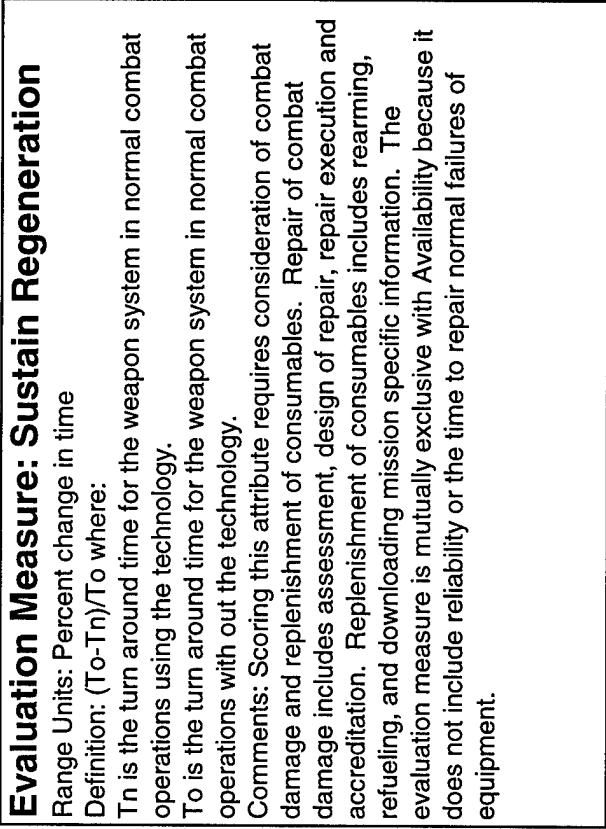 Evaluation Measure: Sustain Regeneration
Range Units: Percent change in time
Definition: (To-Tn)/To where:
Tn is the turn around time for the weapon system in normal combat
operations using the technology.
To is the turn around time for the weapon system in normal combat
operations with out the technology.
Comments: Scoring this attribute requires consideration of combat
damage and replenishment of consumables. Repair of combat
damage includes assessment, design of repair, repair execution and
accreditation. Replenishment of consumables includes rearming,
refueling, and downloading mission specific information. The
evaluation measure is mutually exclusive with Availability because it
does not include reliability or the time to repair normal failures of
equipment.